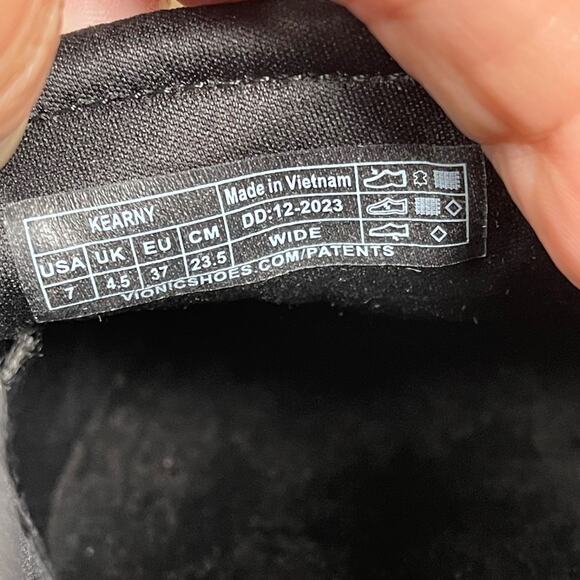 KEARNY
USA UK EU CM
7 4.5 37 23.5
Made in Vietnam
DD:12-2023
WIDE
VIONICSHOES.COM/PATENTS